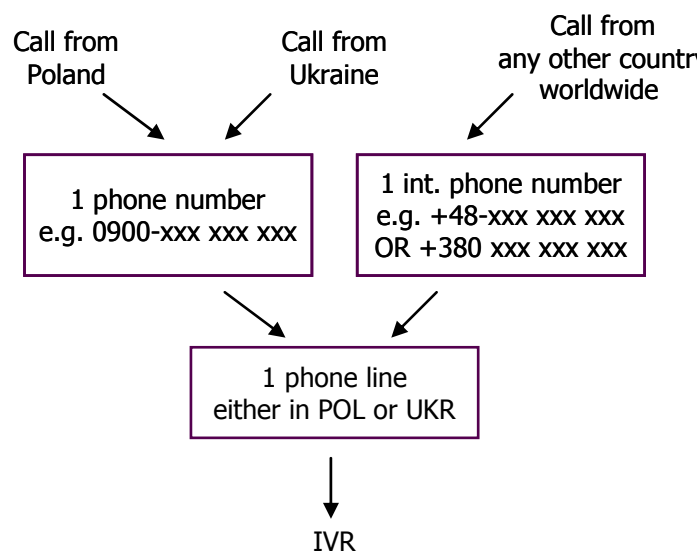 Call from
Poland
Call from
Ukraine
Call from
any other country
worldwide
1 phone number
e.g. 0900-xxx xxx xxx
1 int. phone number
e.g. +48-xxx xxx xxx
OR +380 xxx xxx xxx
1 phone line
either in POL or UKR
IVR